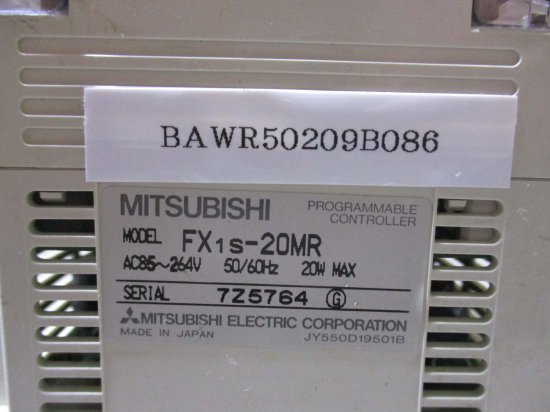 BAWR50209B086
MITSUBISHI PROGRAMMABLE CONTROLLER
MODEL FX1S-20MR
AC85~264V 50/60Hz 20W MAX
SERIAL 7Z5764 G
MITSUBISHI ELECTRIC CORPORATION
MADE IN JAPAN JY550D19501B